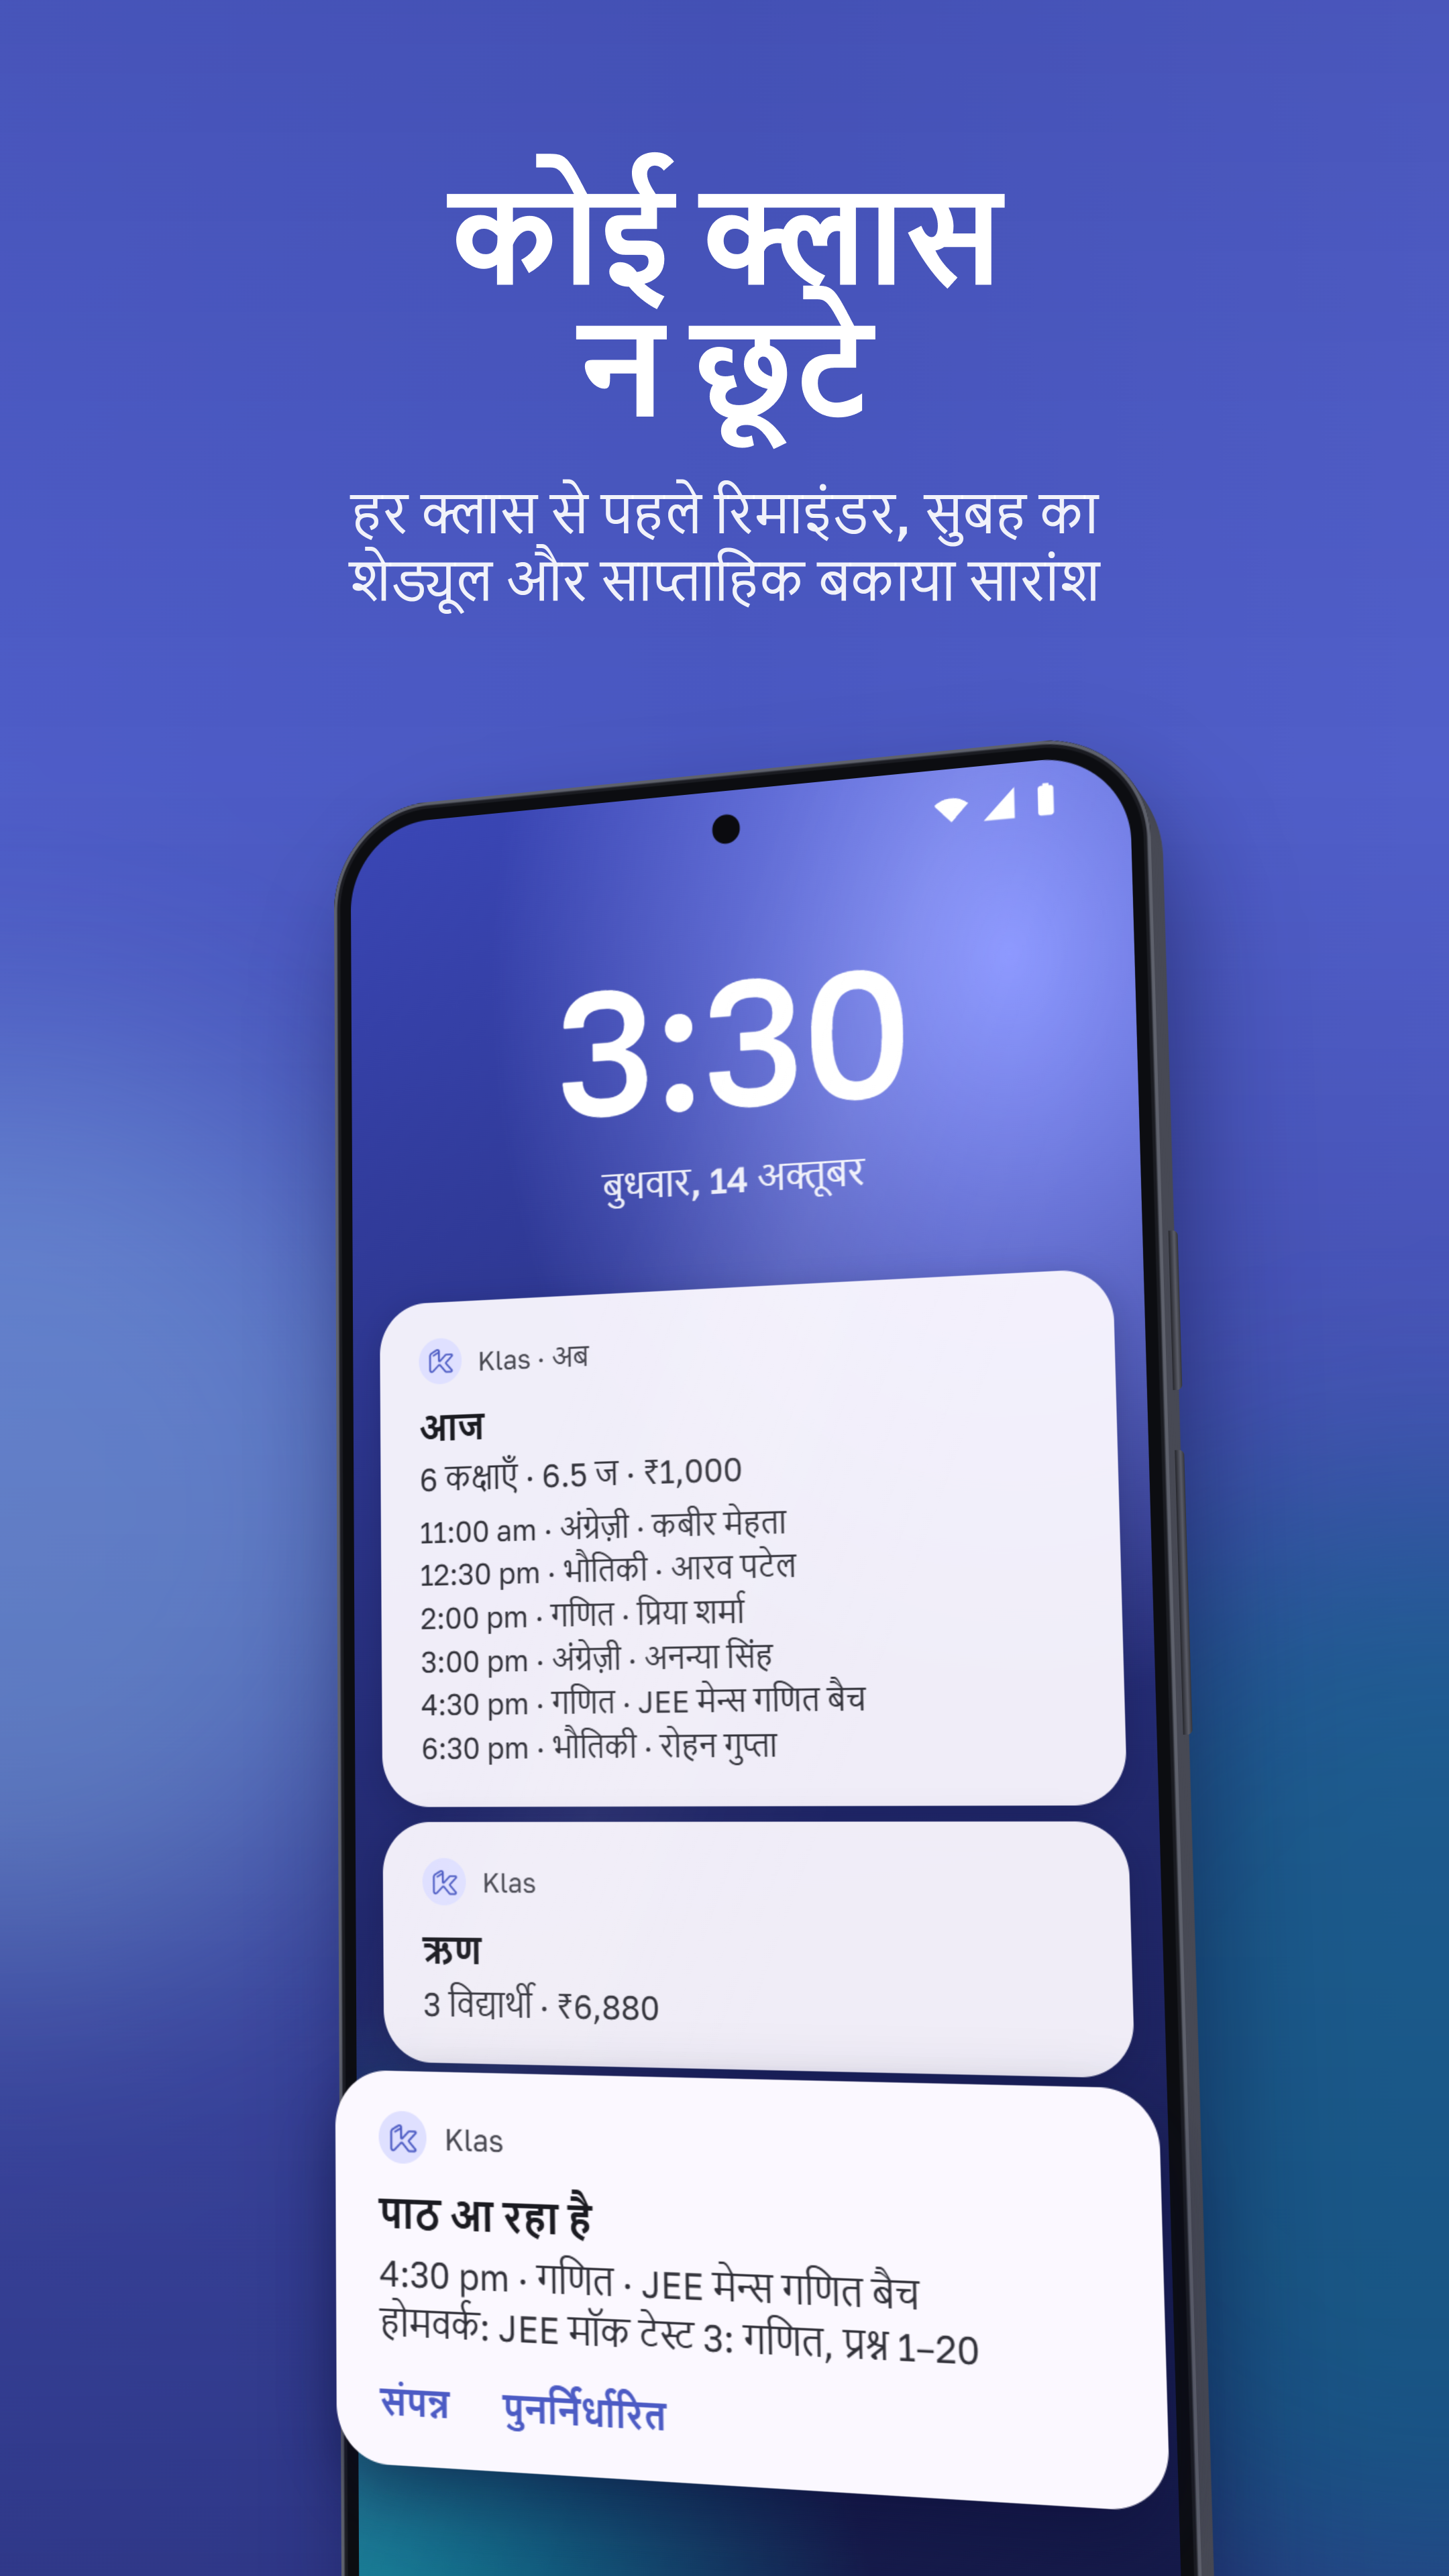 कोई क्लास
न छूटे
हर क्लास से पहले रिमाइंडर, सुबह का
शेड्यूल और साप्ताहिक बकाया सारांश
3:30
बुधवार, 14 अक्तूबर
Klas · अब
आज
6 कक्षाएँ · 6.5 ज · ₹1,000
11:00 am · अंग्रेज़ी · कबीर मेहता
12:30 pm · भौतिकी · आरव पटेल
2:00 pm · गणित · प्रिया शर्मा
3:00 pm · अंग्रेज़ी · अनन्या सिंह
4:30 pm · गणित · JEE मेन्स गणित बैच
6:30 pm · भौतिकी · रोहन गुप्ता
Klas
ऋण
3 विद्यार्थी · ₹6,880
Klas
पाठ आ रहा है
4:30 pm · गणित · JEE मेन्स गणित बैच
होमवर्क: JEE मॉक टेस्ट 3: गणित, प्रश्न 1–20
संपन्न पुनर्निर्धारित